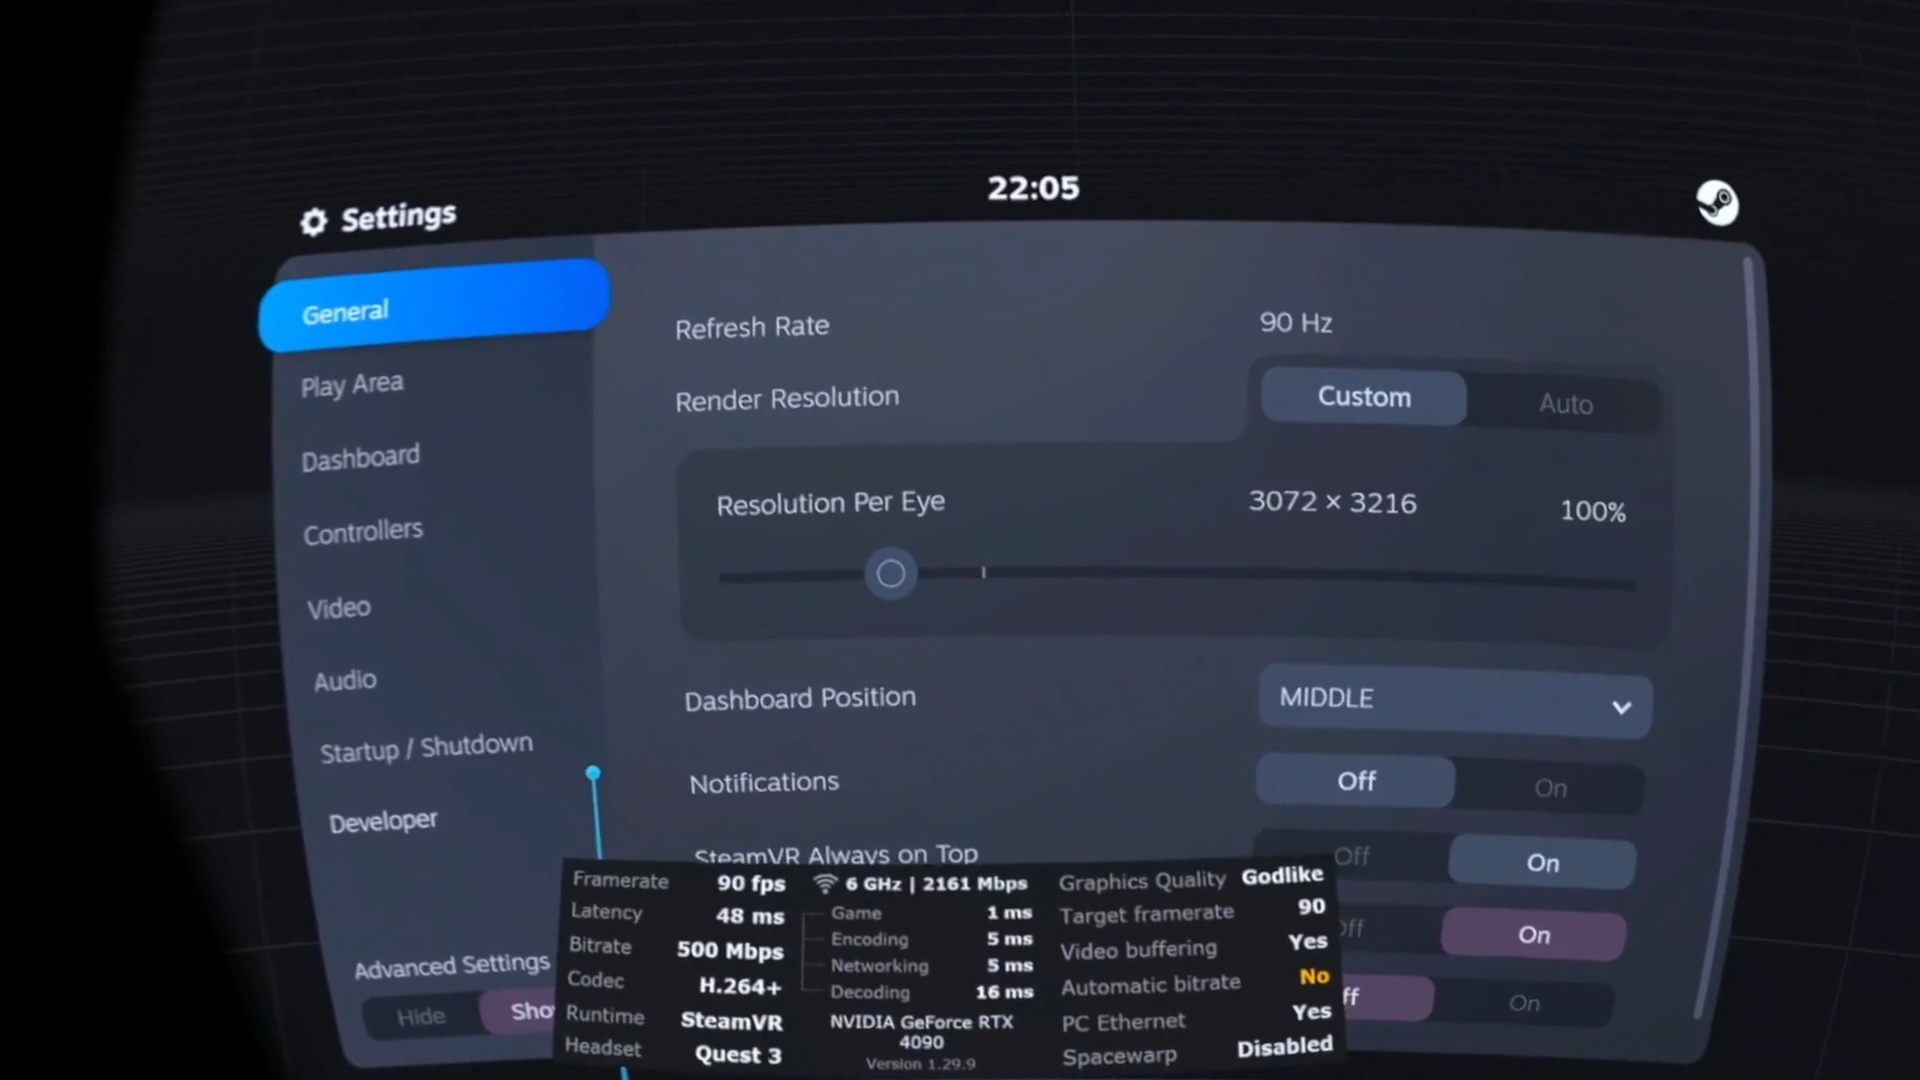 22:05
Settings
General
Play Area
Dashboard
Controllers
Video
Audio
Startup / Shutdown
Developer
Advanced Settings
Hide
Refresh Rate 90 Hz
Render Resolution Custom Auto
Resolution Per Eye 3072 × 3216 100%
Dashboard Position MIDDLE
Notifications Off On
SteamVR Always on Top Off On
On
On
Framerate 90 fps
Latency 48 ms
Bitrate 500 Mbps
Codec H.264+
Runtime SteamVR
Headset Quest 3
6 GHz | 2161 Mbps
Game 1 ms
Encoding 5 ms
Networking 5 ms
Decoding 16 ms
NVIDIA GeForce RTX
4090
Version 1.29.9
Graphics Quality Godlike
Target framerate 90
Video buffering Yes
Automatic bitrate No
PC Ethernet Yes
Spacewarp Disabled